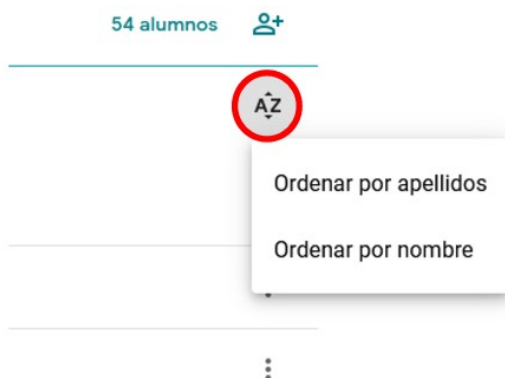 54 alumnos
AZ
Ordenar por apellidos
Ordenar por nombre